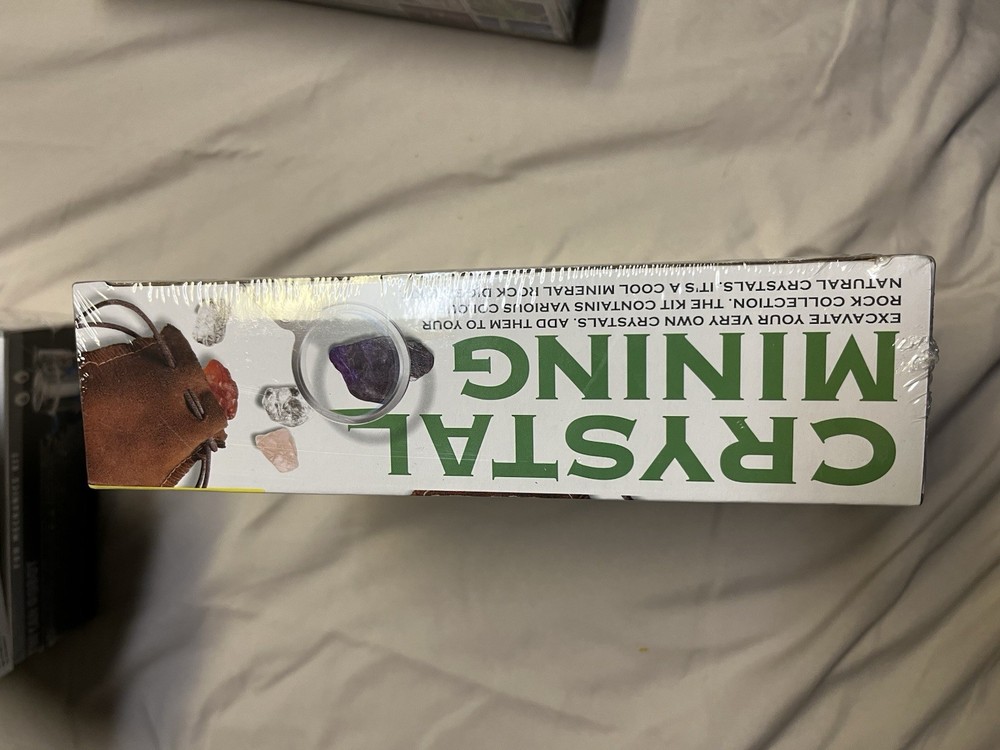 CRYSTAL
MINING
EXCAVATE YOUR VERY OWN CRYSTALS. ADD THEM TO YOUR
ROCK COLLECTION. THE KIT CONTAINS VARIOUS
NATURAL CRYSTALS. IT'S A COOL MINERAL ROCK